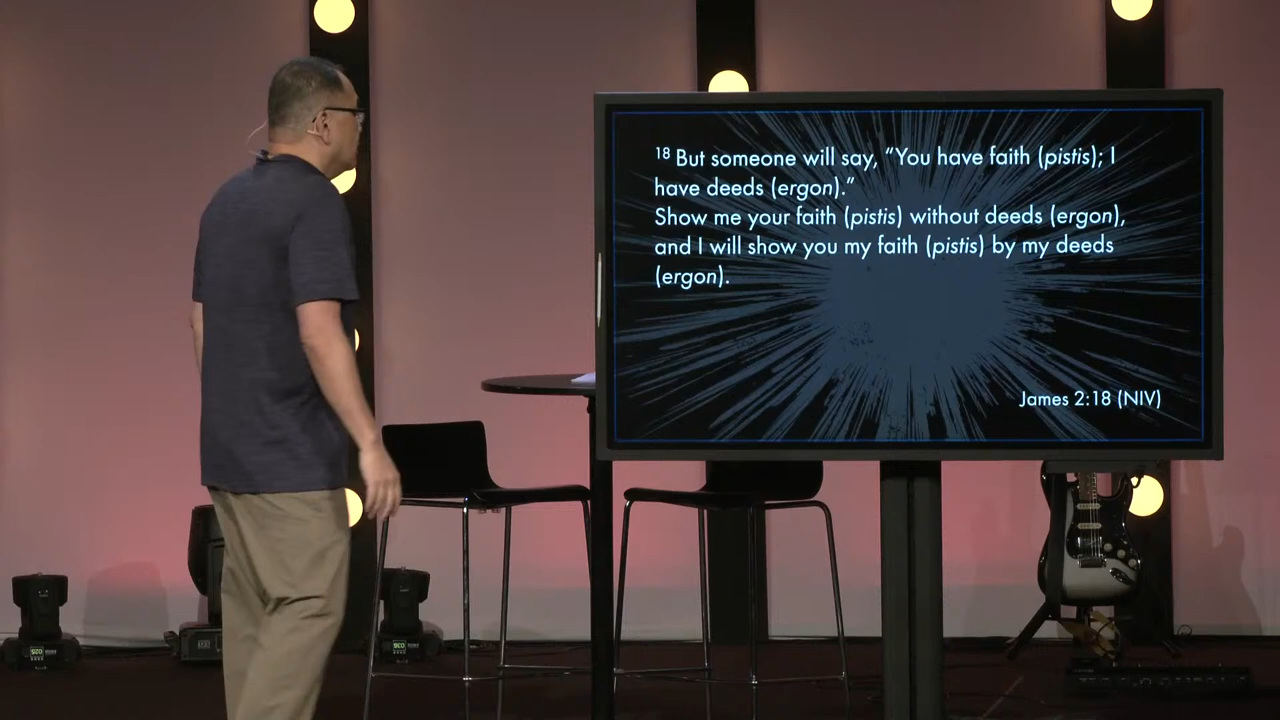 18 But someone will say, “You have faith (pistis); I
have deeds (ergon).”
Show me your faith (pistis) without deeds (ergon),
and I will show you my faith (pistis) by my deeds
(ergon).
James 2:18 (NIV)